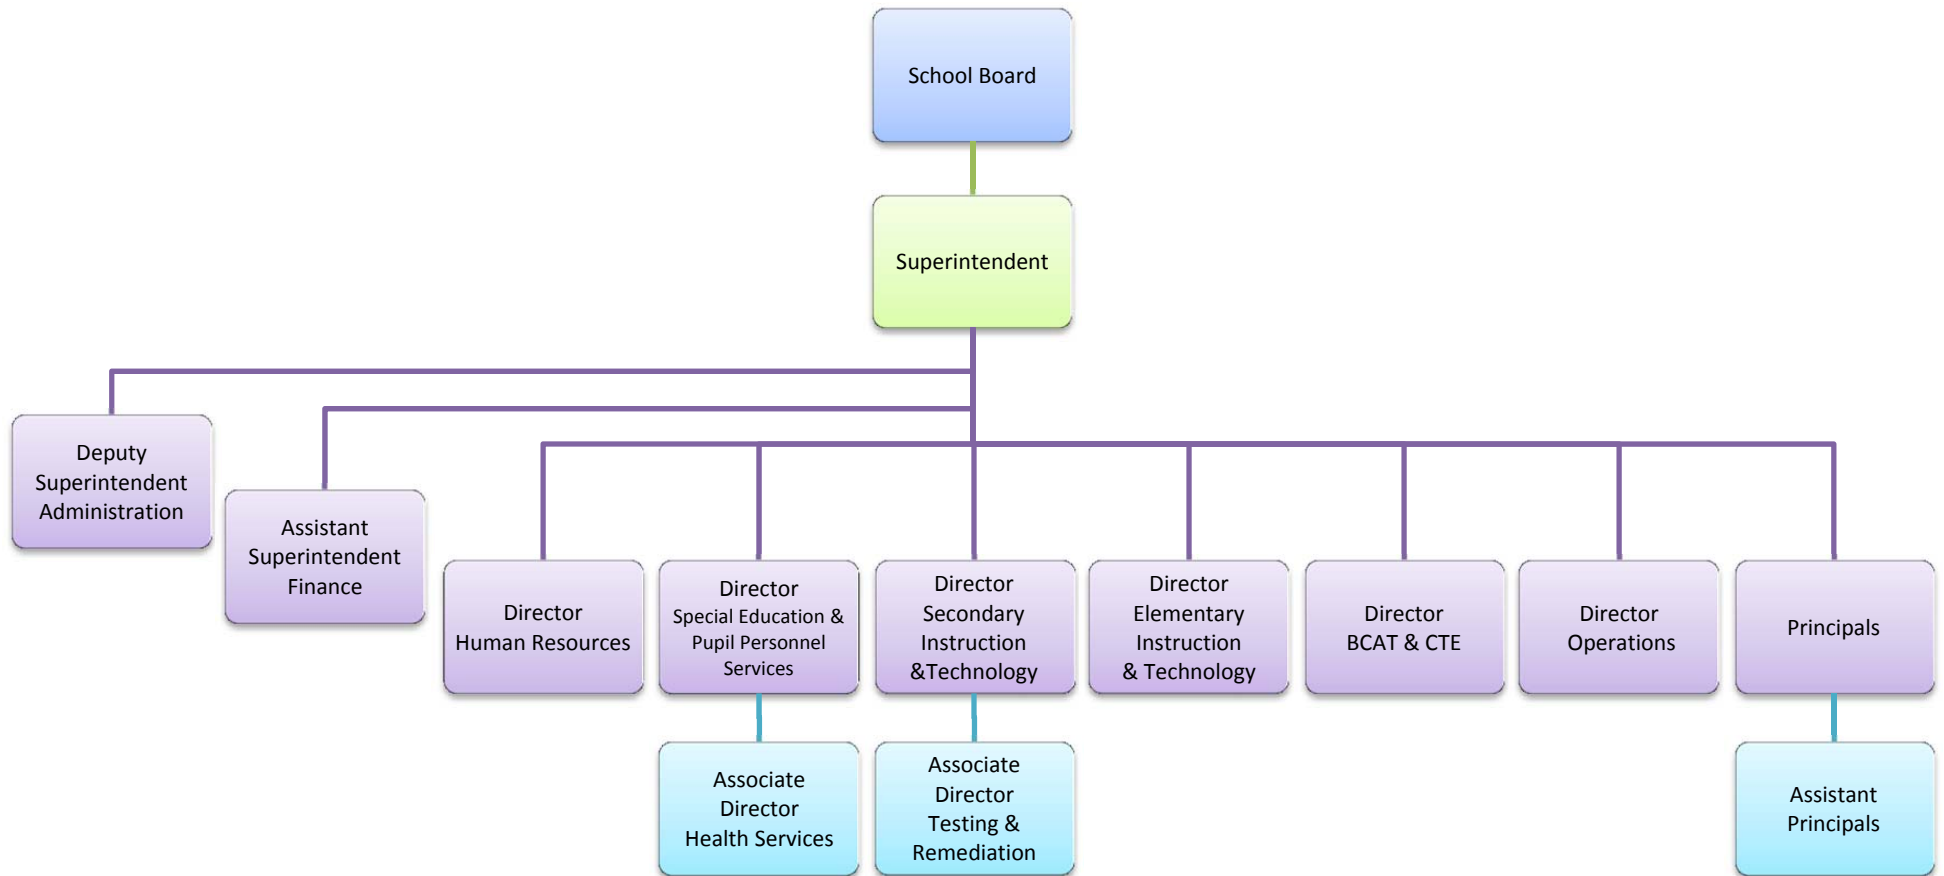 School Board
Superintendent
Deputy
Superintendent
Administration
Assistant
Superintendent
Finance
Director
Human Resources
Director
Special Education &
Pupil Personnel
Services
Director
Secondary
Instruction
&Technology
Director
Elementary
Instruction
& Technology
Director
BCAT & CTE
Director
Operations
Principals
Associate
Director
Health Services
Associate
Director
Testing &
Remediation
Assistant
Principals